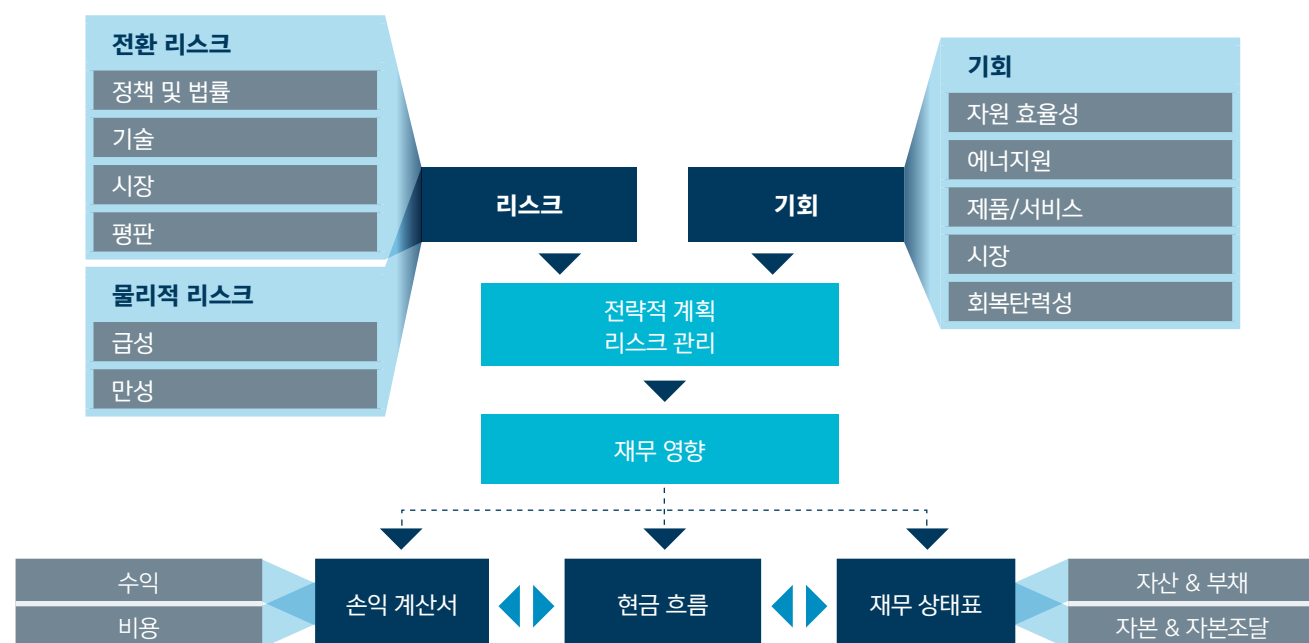 전환 리스크
정책 및 법률
기술
시장
평판
물리적 리스크
급성
만성
리스크
기회
기회
자원 효율성
에너지원
제품/서비스
시장
회복탄력성
전략적 계획
리스크 관리
재무 영향
수익
비용
손익 계산서
현금 흐름
재무 상태표
자산 & 부채
자본 & 자본조달